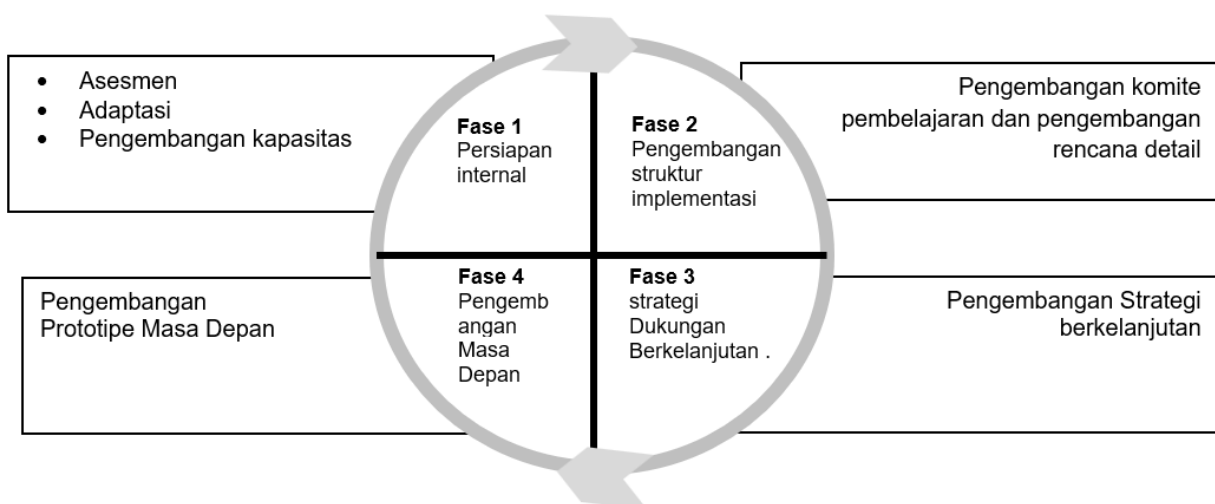 • Asesmen
• Adaptasi
• Pengembangan kapasitas
Fase 1
Persiapan
internal
Fase 2
Pengembangan
struktur
implementasi
Pengembangan komite
pembelajaran dan pengembangan
rencana detail
Pengembangan
Prototipe Masa Depan
Fase 4
Pengemb
angan
Masa
Depan
Fase 3
strategi
Dukungan
Berkelanjutan .
Pengembangan Strategi
berkelanjutan